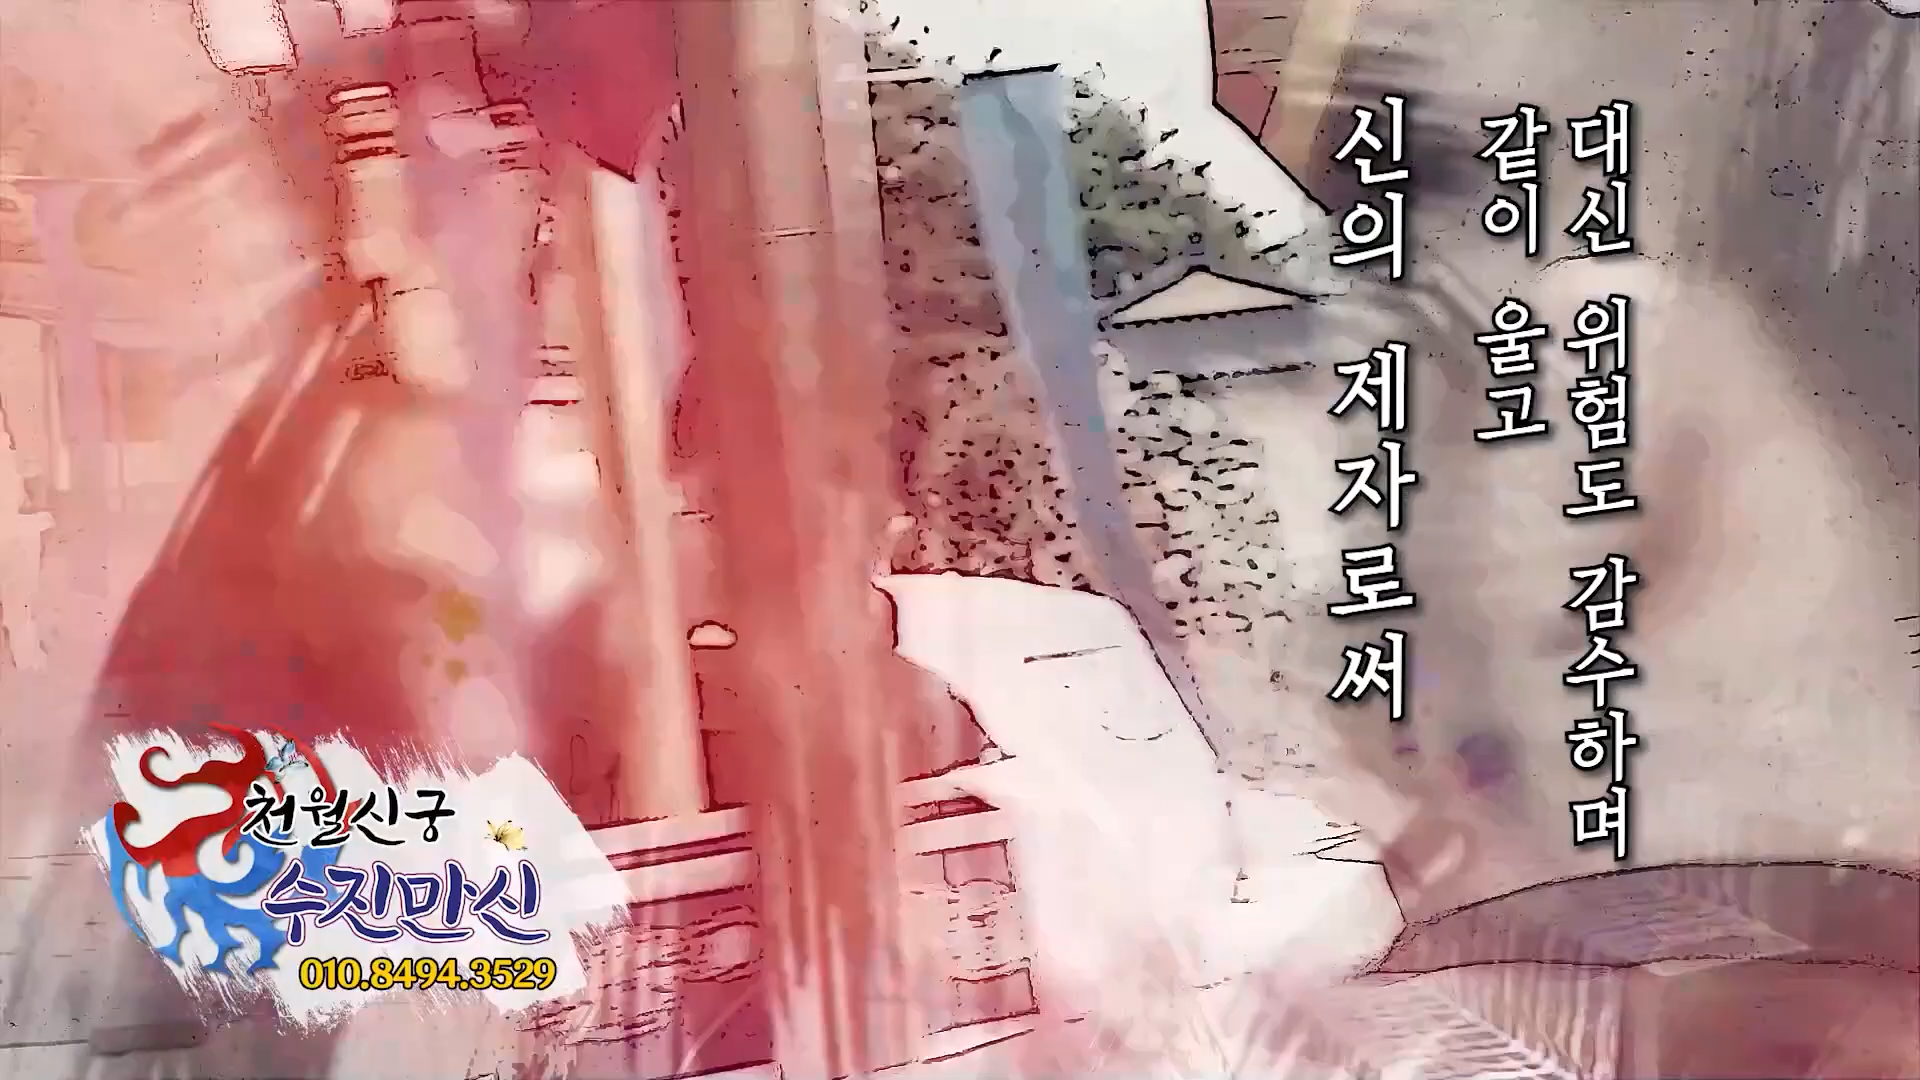 대신 위험도 감수하며
같이 울고
신의 제자로써
천월신궁
수진만신
010.8494.3529